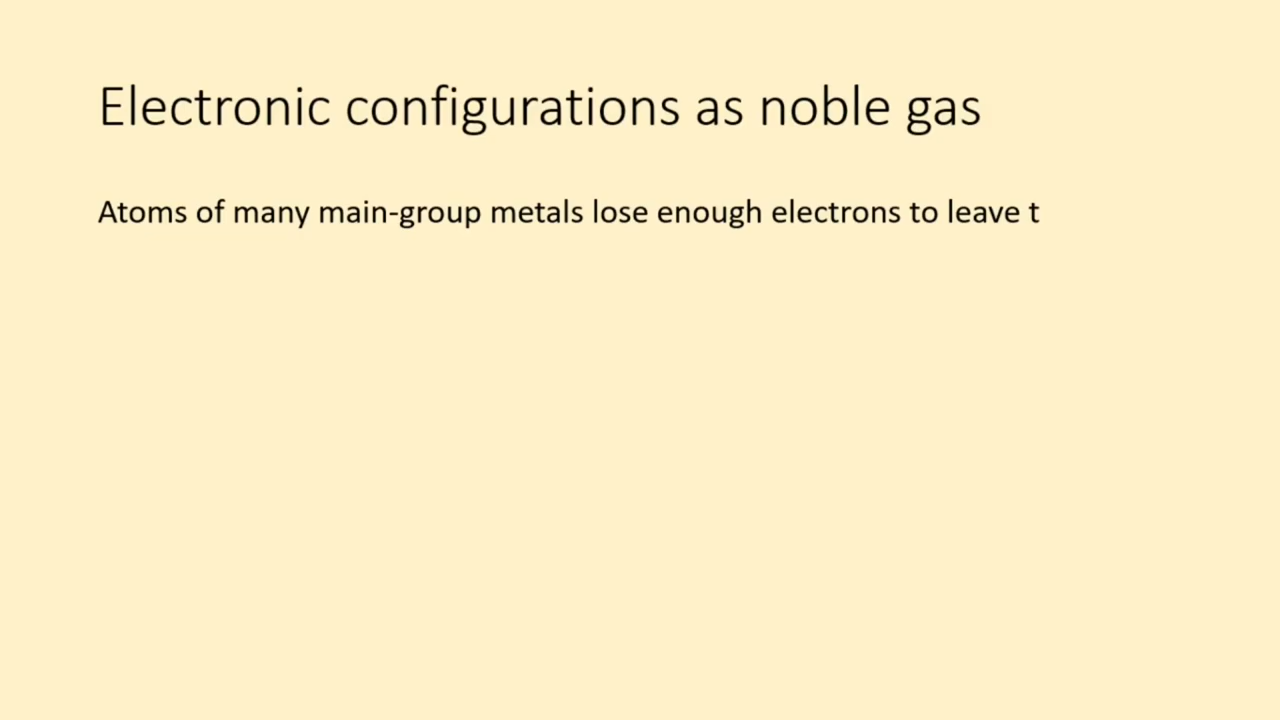 Electronic configurations as noble gas
Atoms of many main-group metals lose enough electrons to leave t